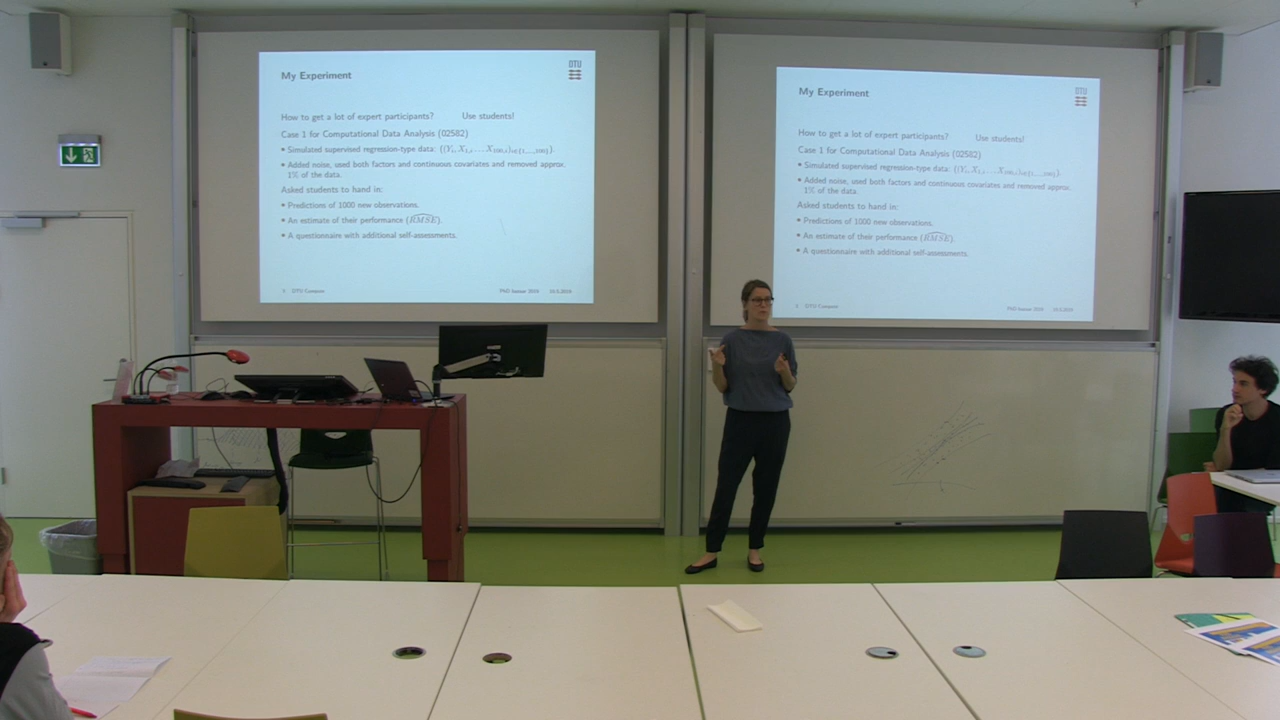 My Experiment
DTU
How to get a lot of expert participants? Use students!
Case 1 for Computational Data Analysis (02582)
• Simulated supervised regression-type data:
• Added noise, used both factors and continuous covariates and removed approx.
1% of the data.
Asked students to hand in:
• Predictions of 1000 new observations.
• An estimate of their performance (RMSE).
• A questionnaire with additional self-assessments.
DTU Compute
My Experiment
DTU
How to get a lot of expert participants? Use students!
Case 1 for Computational Data Analysis (02582)
• Simulated supervised regression-type data:
• Added noise, used both factors and continuous covariates and removed approx.
1% of the data.
Asked students to hand in:
• Predictions of 1000 new observations.
• An estimate of their performance (RMSE).
• A questionnaire with additional self-assessments.
DTU Compute